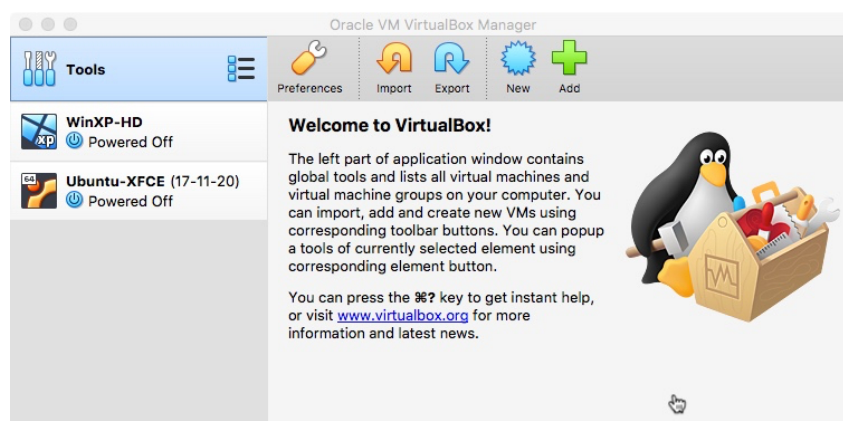 Oracle VM VirtualBox Manager
Tools
Preferences
Import
Export
New
Add
WinXP-HD
Powered Off
XP
64
Ubuntu-XFCE (17-11-20)
Powered Off
Welcome to VirtualBox!
The left part of application window contains
global tools and lists all virtual machines and
virtual machine groups on your computer. You
can import, add and create new VMs using
corresponding toolbar buttons. You can popup
a tools of currently selected element using
corresponding element button.
You can press the ⌘? key to get instant help,
or visit www.virtualbox.org for more
information and latest news.